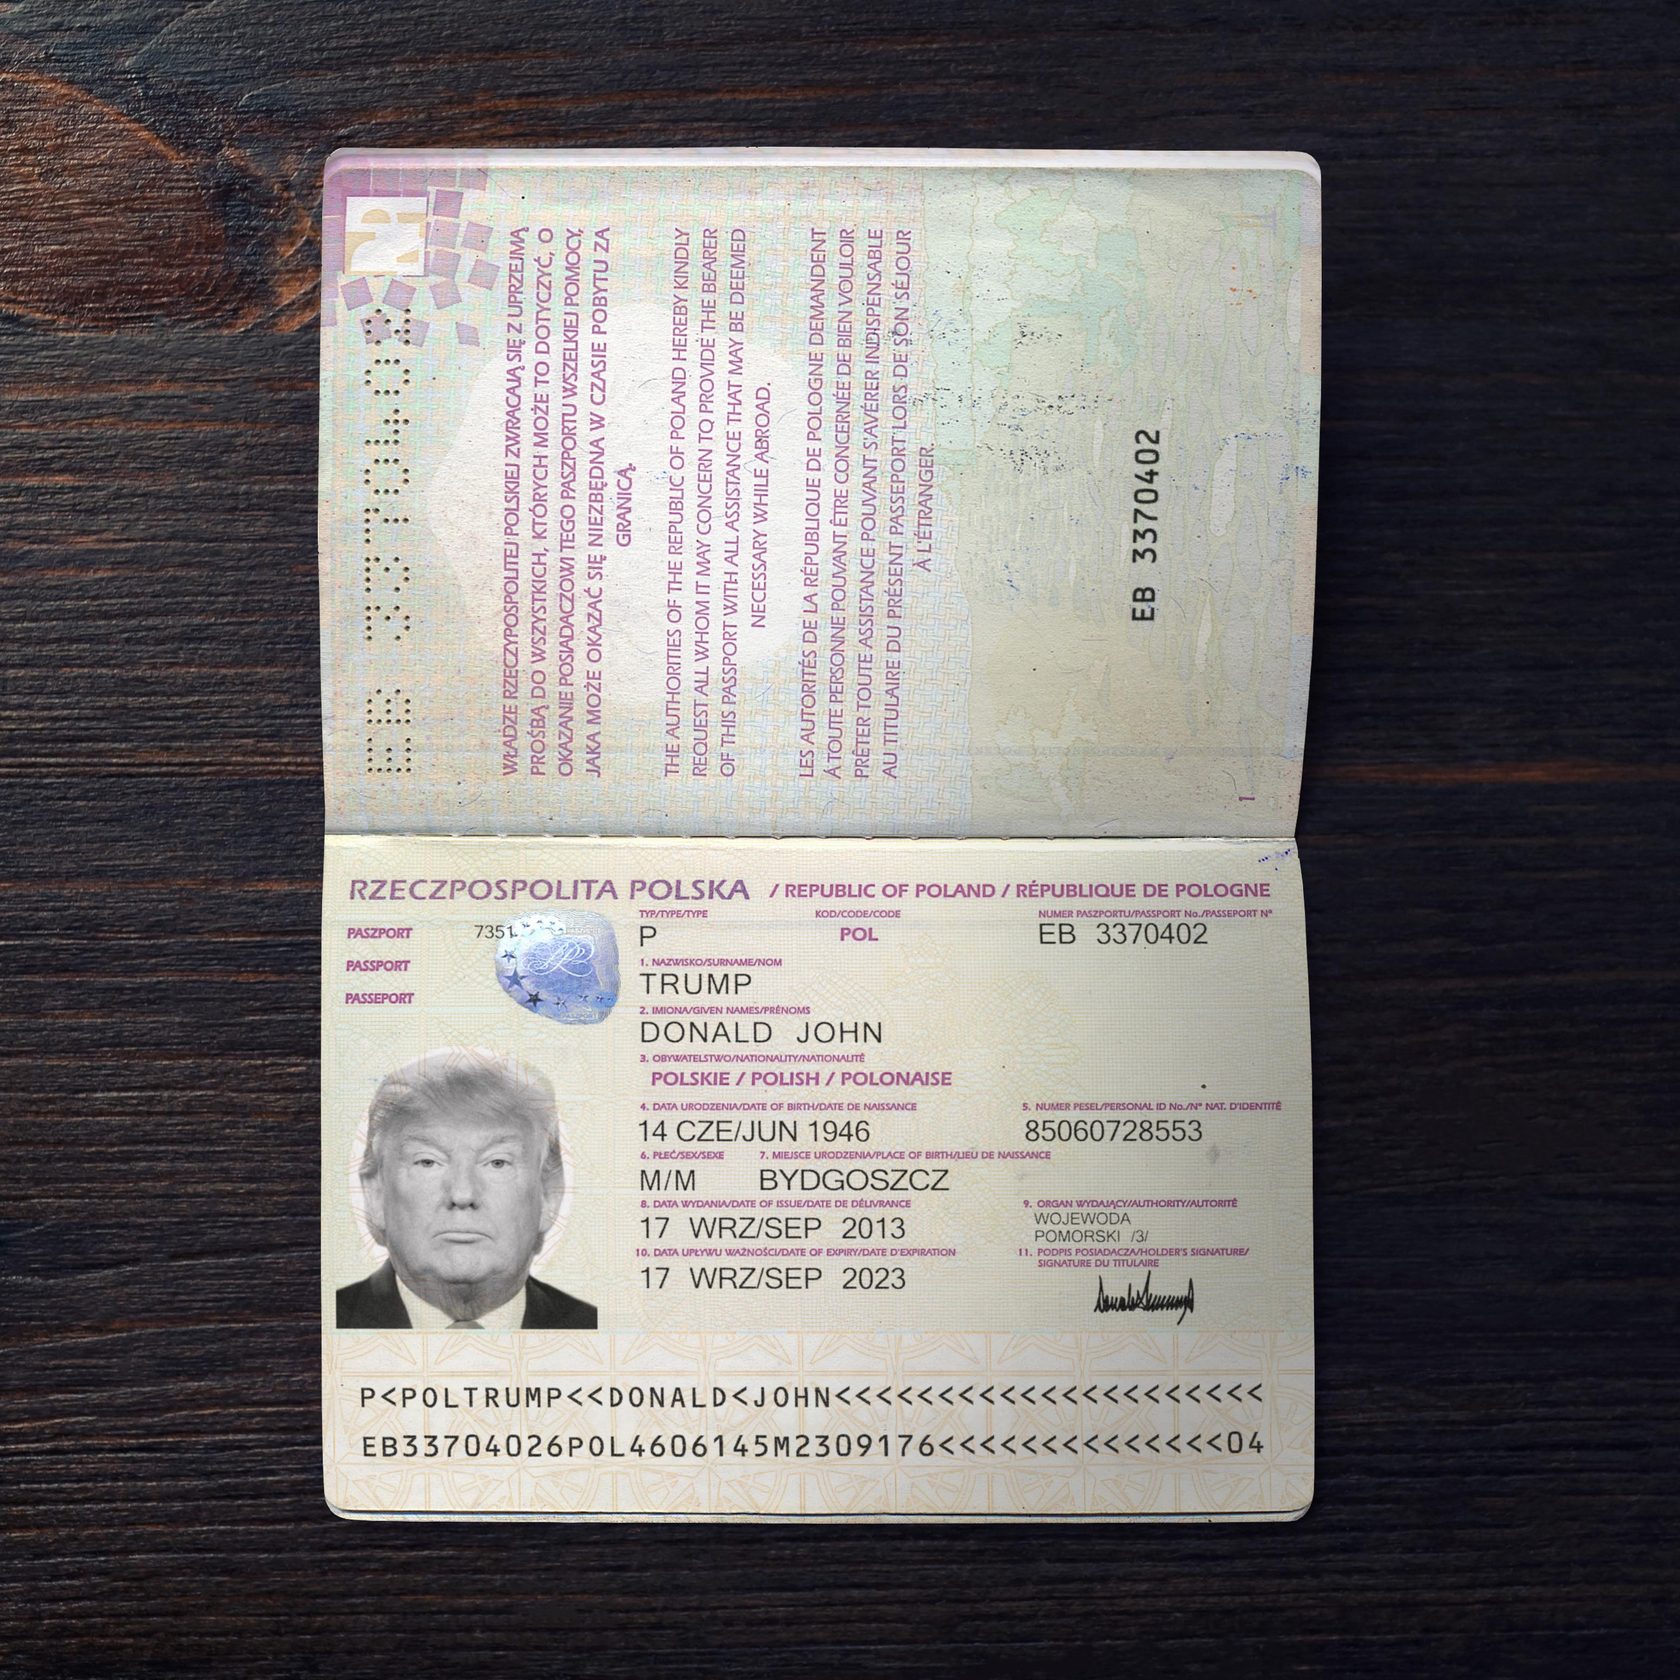 EB 3370402
WŁADZE RZECZYPOSPOLITEJ POLSKIEJ ZWRACAJĄ SIĘ Z UPRZEJMĄ
PROŚBĄ DO WSZYSTKICH, KTÓRYCH MOŻE TO DOTYCZYĆ, O
OKAZANIE POSIADACZOWI TEGO PASZPORTU WSZELKIEJ POMOCY,
JAKA MOŻE OKAZAĆ SIĘ NIEZBĘDNA W CZASIE POBYTU ZA
GRANICĄ.
THE AUTHORITIES OF THE REPUBLIC OF POLAND HEREBY KINDLY
REQUEST ALL WHOM IT MAY CONCERN TO PROVIDE THE BEARER
OF THIS PASSPORT WITH ALL ASSISTANCE THAT MAY BE DEEMED
NECESSARY WHILE ABROAD.
LES AUTORITÉS DE LA RÉPUBLIQUE DE POLOGNE DEMANDENT
À TOUTE PERSONNE POUVANT ÊTRE CONCERNÉE DE BIEN VOULOIR
PRÊTER TOUTE ASSISTANCE POUVANT S'AVÉRER INDISPENSABLE
AU TITULAIRE DU PRÉSENT PASSEPORT LORS DE SON SÉJOUR
À L'ÉTRANGER.
EB 3370402
1
RZECZPOSPOLITA POLSKA / REPUBLIC OF POLAND / RÉPUBLIQUE DE POLOGNE
TYP/TYPE/TYPE KOD/CODE/CODE NUMER PASZPORTU/PASSPORT No./PASSEPORT N°
PASZPORT 7351 P POL EB 3370402
PASSPORT 1. NAZWISKO/SURNAME/NOM
TRUMP
PASSEPORT
2. IMIONA/GIVEN NAMES/PRÉNOMS
DONALD JOHN
3. OBYWATELSTWO/NATIONALITY/NATIONALITÉ
POLSKIE / POLISH / POLONAISE
4. DATA URODZENIA/DATE OF BIRTH/DATE DE NAISSANCE 5. NUMER PESEL/PERSONAL ID No./N° NAT. D'IDENTITÉ
14 CZE/JUN 1946 85060728553
6. PŁEĆ/SEX/SEXE 7. MIEJSCE URODZENIA/PLACE OF BIRTH/LIEU DE NAISSANCE
M/M BYDGOSZCZ
8. DATA WYDANIA/DATE OF ISSUE/DATE DE DÉLIVRANCE 9. ORGAN WYDAJĄCY/AUTHORITY/AUTORITÉ
17 WRZ/SEP 2013 WOJEWODA
POMORSKI /3/
10. DATA UPŁYWU WAŻNOŚCI/DATE OF EXPIRY/DATE D'EXPIRATION 11. PODPIS POSIADACZA/HOLDER'S SIGNATURE/
SIGNATURE DU TITULAIRE
17 WRZ/SEP 2023
P<POLTRUMP<<DONALD<JOHN<<<<<<<<<<<<<<<<<<<<<
EB33704026POL4606145M2309176<<<<<<<<<<<<<<04